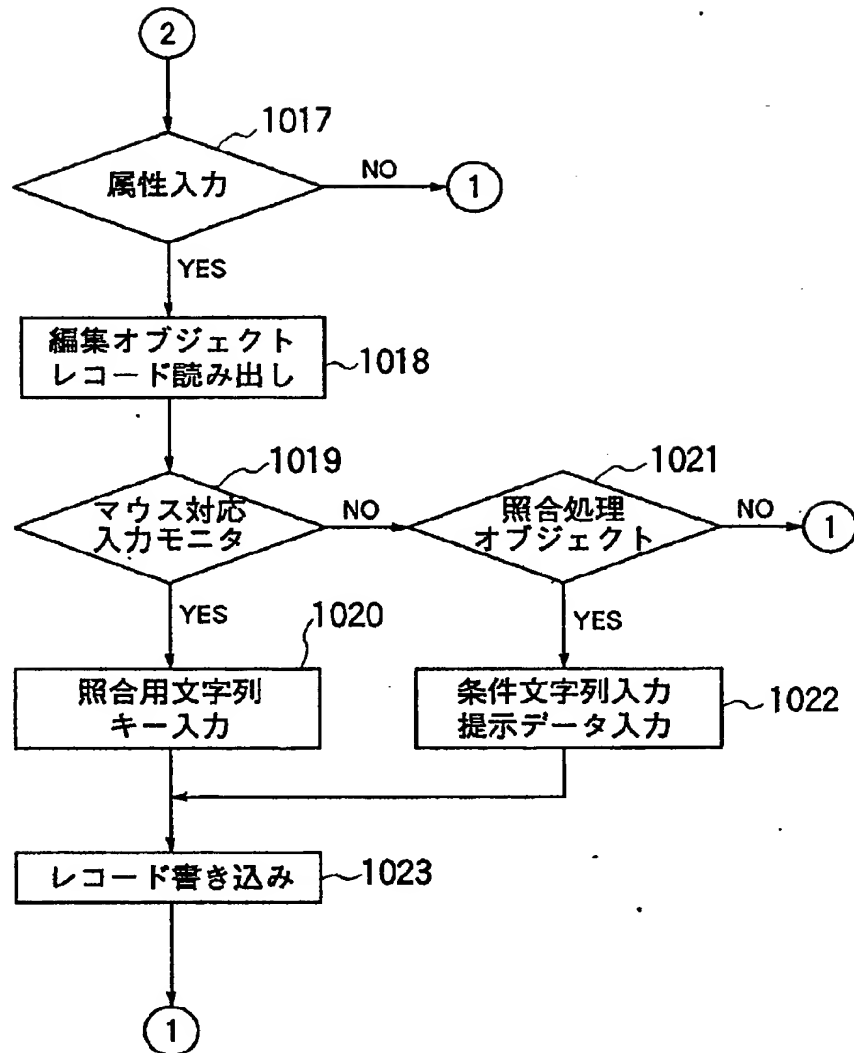 2
1017
属性入力
NO
1
YES
編集オブジェクト
レコード読み出し
1018
1019
マウス対応
入力モニタ
NO
1021
照合処理
オブジェクト
NO
1
YES
1020
照合用文字列
キー入力
YES
条件文字列入力
提示データ入力
1022
レコード書き込み
1023
1